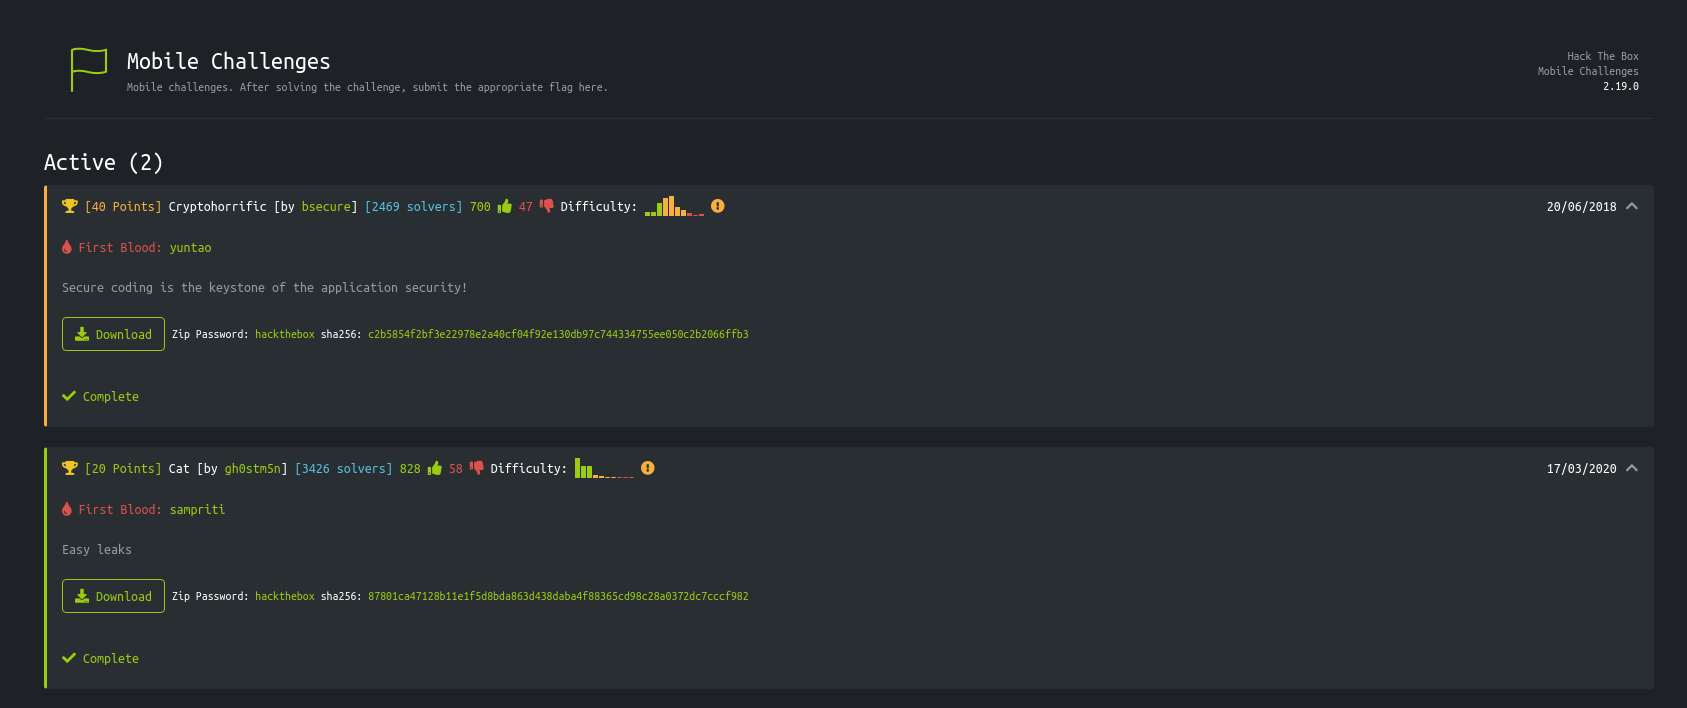 Mobile Challenges
Mobile challenges. After solving the challenge, submit the appropriate flag here.
Hack The Box
Mobile Challenges
2.19.0
Active (2)
[40 Points] Cryptohorrific [by bsecure] [2469 solvers] 700 47 Difficulty:
20/06/2018
First Blood: yuntao
Secure coding is the keystone of the application security!
Download Zip Password: hackthebox sha256: c2b5854f2bf3e22978e2a40cf04f92e130db97c744334755ee050c2b2066ffb3
Complete
[20 Points] Cat [by gh0stm5n] [3426 solvers] 828 58 Difficulty:
17/03/2020
First Blood: sampriti
Easy leaks
Download Zip Password: hackthebox sha256: 87801ca47128b11e1f5d8bda863d438daba4f88365cd98c28a0372dc7cccf982
Complete